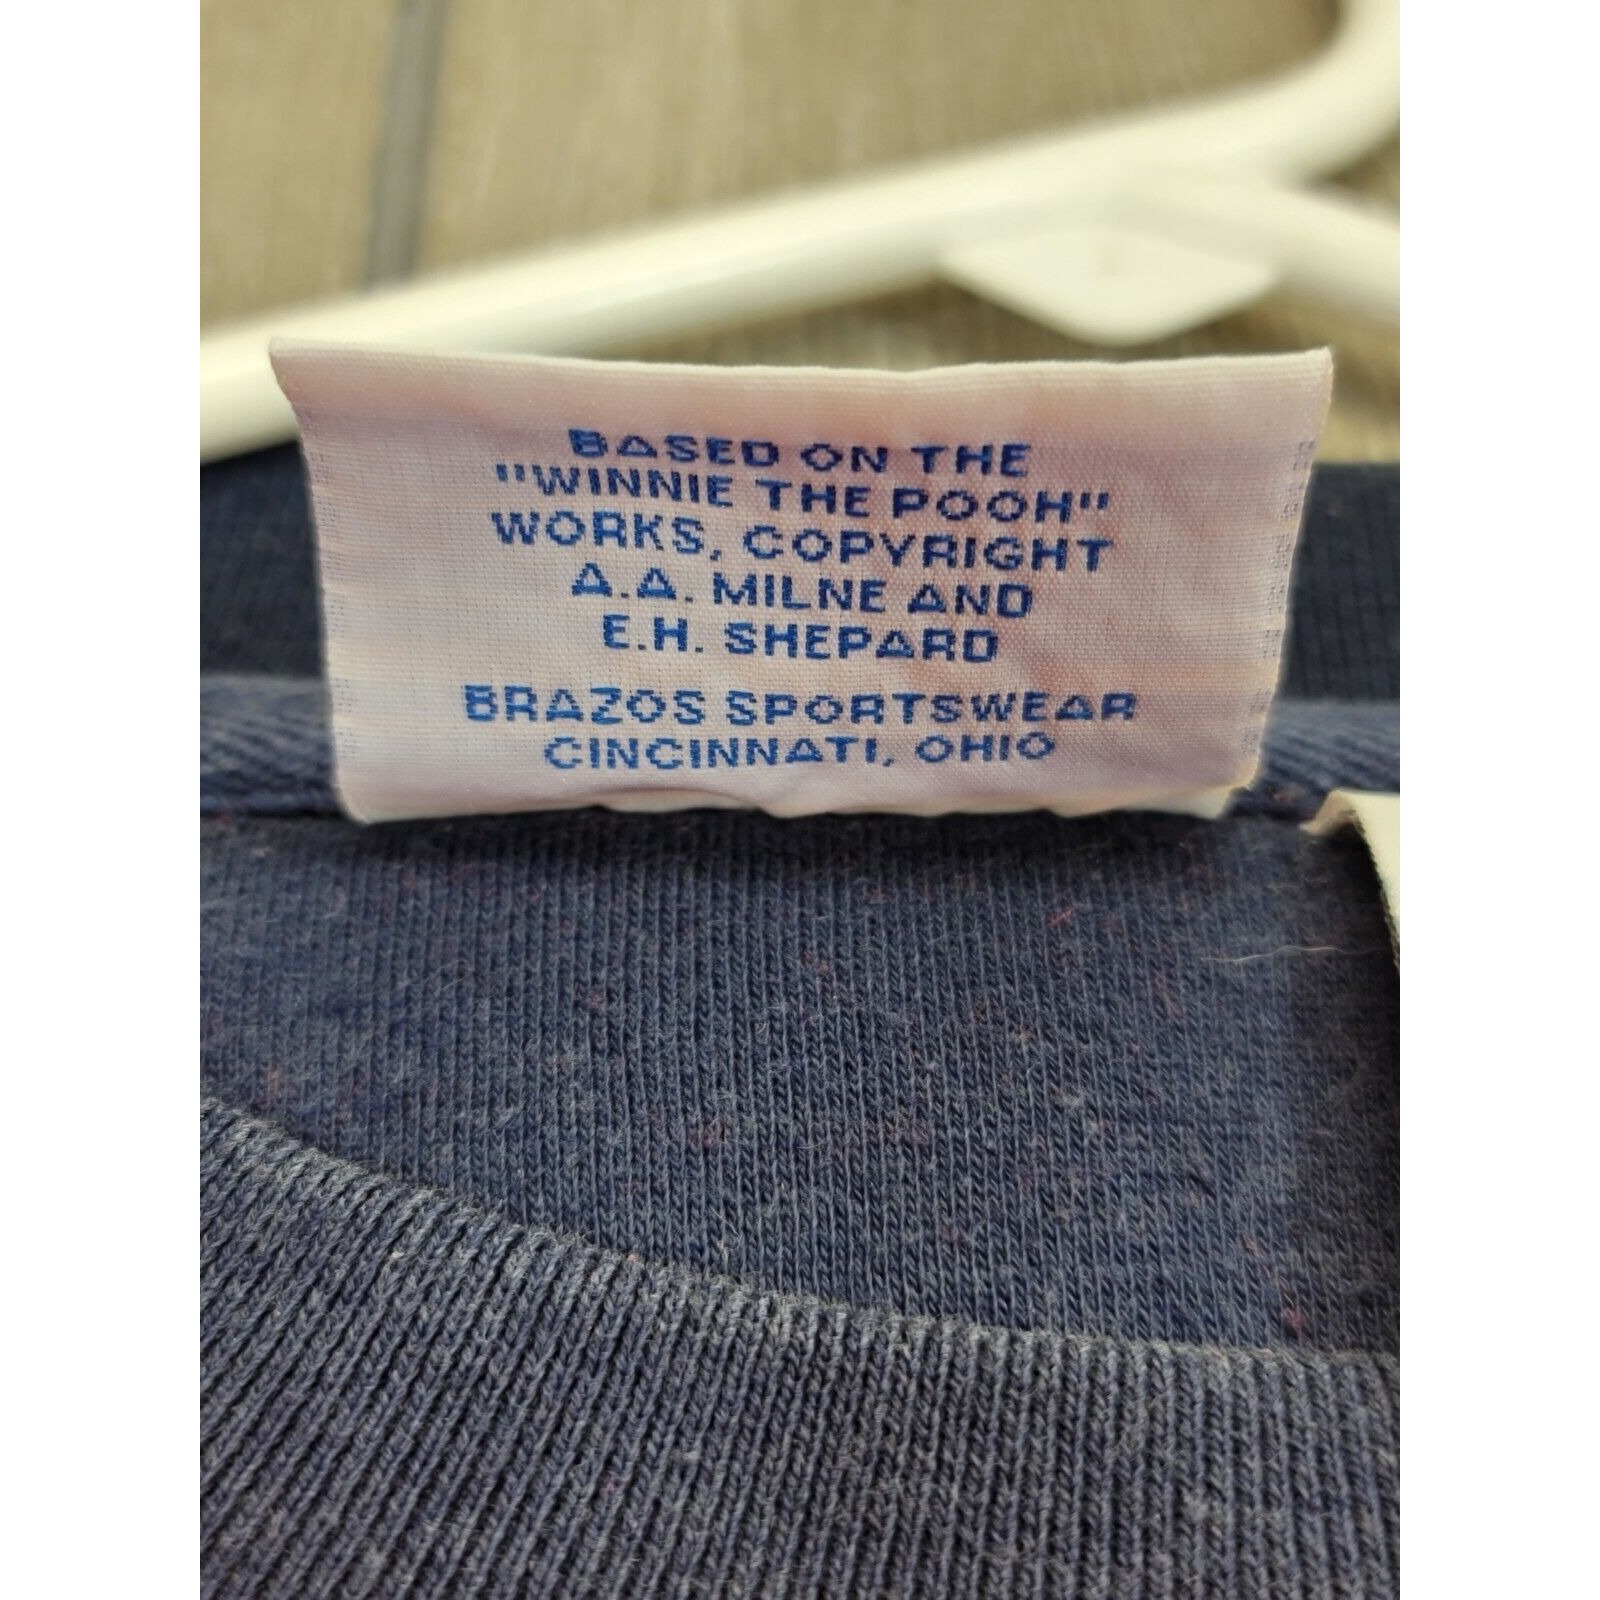 BASED ON THE
"WINNIE THE POOH"
WORKS, COPYRIGHT
A.A. MILNE AND
E.H. SHEPARD
BRAZOS SPORTSWEAR
CINCINNATI, OHIO